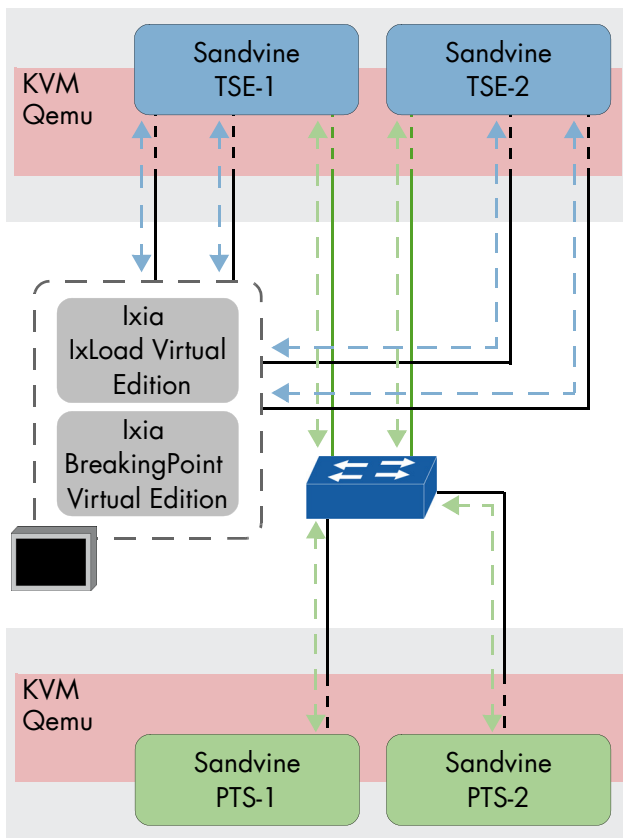 Sandvine
TSE-1
Sandvine
TSE-2
KVM
Qemu
Ixia
IxLoad Virtual
Edition
Ixia
BreakingPoint
Virtual Edition
KVM
Qemu
Sandvine
PTS-1
Sandvine
PTS-2